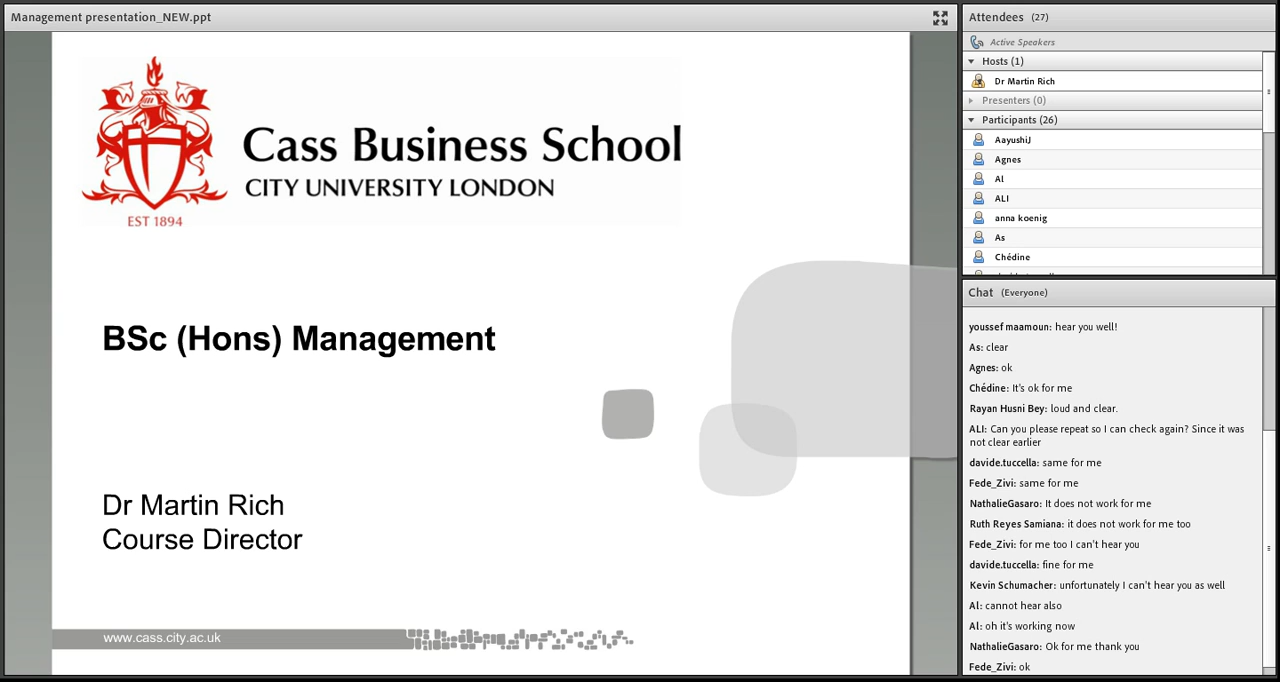 Management presentation_NEW.ppt
Cass Business School
CITY UNIVERSITY LONDON
EST 1894
BSc (Hons) Management
Dr Martin Rich
Course Director
www.cass.city.ac.uk
Attendees (27)
Active Speakers
Hosts (1)
Dr Martin Rich
Presenters (0)
Participants (26)
AayushiJ
Agnes
Al
ALI
anna koenig
As
Chédine
Chat (Everyone)
youssef maamoun: hear you well!
As: clear
Agnes: ok
Chédine: It's ok for me
Rayan Husni Bey: loud and clear.
ALI: Can you please repeat so I can check again? Since it was
not clear earlier
davide.tuccella: same for me
Fede_Zivi: same for me
NathalieGasaro: It does not work for me
Ruth Reyes Samiana: it does not work for me too
Fede_Zivi: for me too I can't hear you
davide.tuccella: fine for me
Kevin Schumacher: unfortunately I can't hear you as well
Al: cannot hear also
Al: oh it's working now
NathalieGasaro: Ok for me thank you
Fede_Zivi: ok